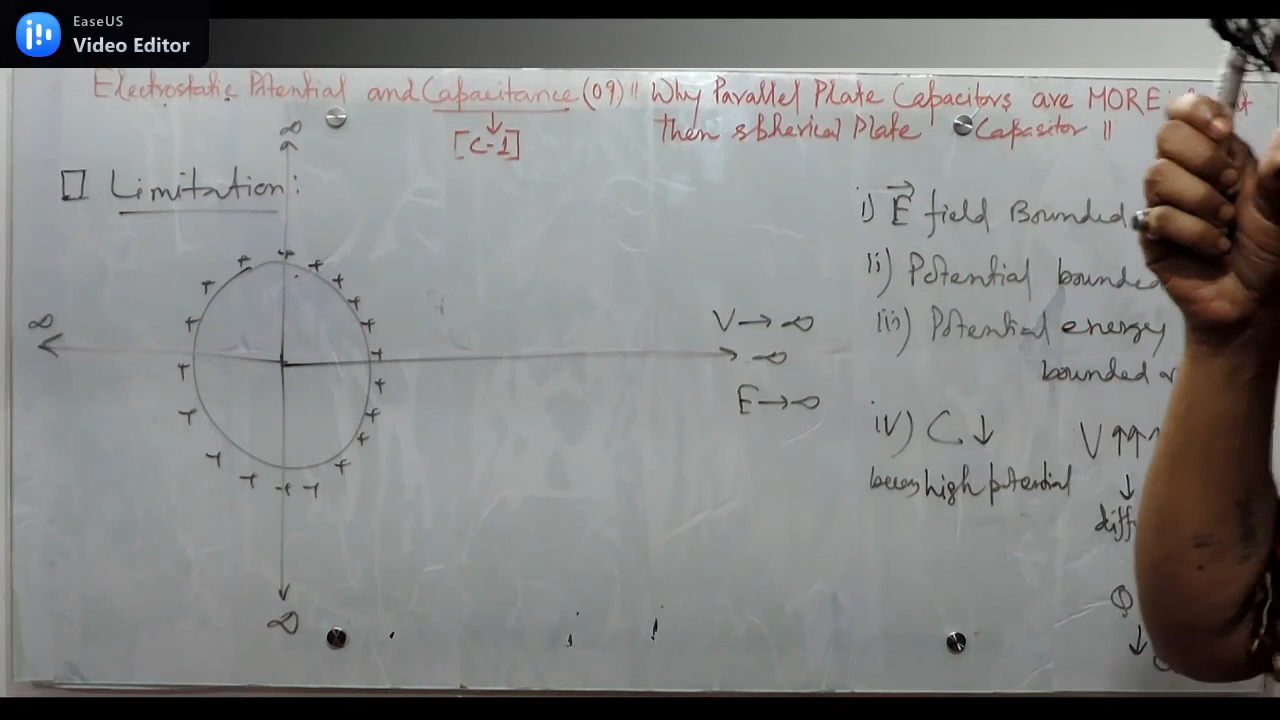 EaseUS
Video Editor
Electrostatic Potential and Capacitance (09) || Why Parallel Plate Capacitors are MORE
then spherical Plate Capacitor ||
[C-1]
Limitation:
∞
∞
V → ∞
→ ∞
E → ∞
∞
i) E field Bounded
ii) Potential bounded
iii) Potential energy
bounded
iv) C ↓ V ↑↑↑
high potential
diff
Q